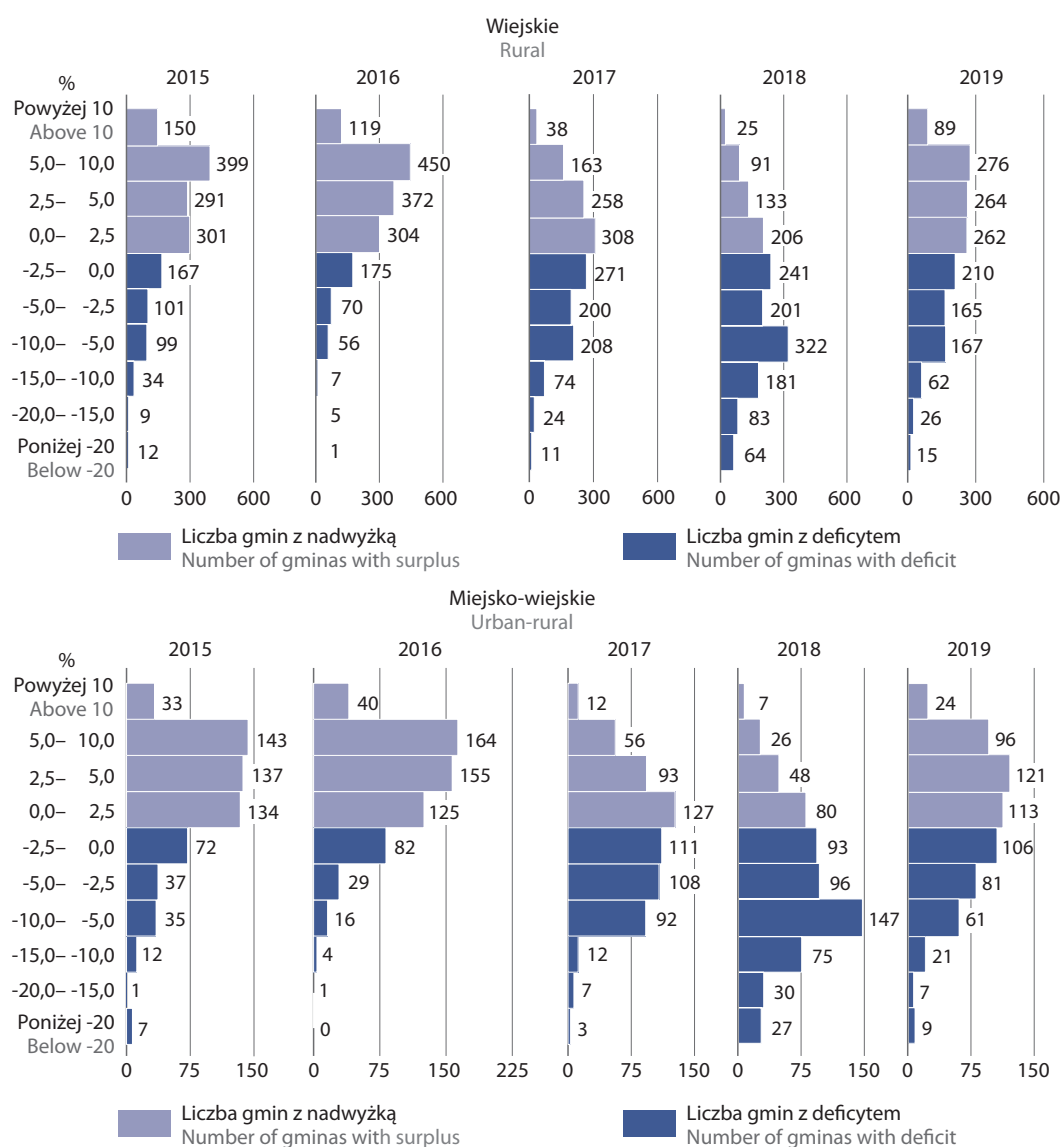 Wiejskie
Rural
% 2015 2016 2017 2018 2019
Powyżej 10
Above 10
150 119 38 25 89
5,0– 10,0 399 450 163 91 276
2,5– 5,0 291 372 258 133 264
0,0– 2,5 301 304 308 206 262
-2,5– 0,0 167 175 271 241 210
-5,0– -2,5 101 70 200 201 165
-10,0– -5,0 99 56 208 322 167
-15,0– -10,0 34 7 74 181 62
-20,0– -15,0 9 5 24 83 26
Poniżej -20
Below -20
12 1 11 64 15
0 300 600 0 300 600 0 300 600 0 300 600 0 300 600
Liczba gmin z nadwyżką Liczba gmin z deficytem
Number of gminas with surplus Number of gminas with deficit
Miejsko-wiejskie
Urban-rural
% 2015 2016 2017 2018 2019
Powyżej 10
Above 10
33 40 12 7 24
5,0– 10,0 143 164 56 26 96
2,5– 5,0 137 155 93 48 121
0,0– 2,5 134 125 127 80 113
-2,5– 0,0 72 82 111 93 106
-5,0– -2,5 37 29 108 96 81
-10,0– -5,0 35 16 92 147 61
-15,0– -10,0 12 4 12 75 21
-20,0– -15,0 1 1 7 30 7
Poniżej -20
Below -20
7 0 3 27 9
0 75 150 0 75 150 225 0 75 150 0 75 150 0 75 150
Liczba gmin z nadwyżką Liczba gmin z deficytem
Number of gminas with surplus Number of gminas with deficit